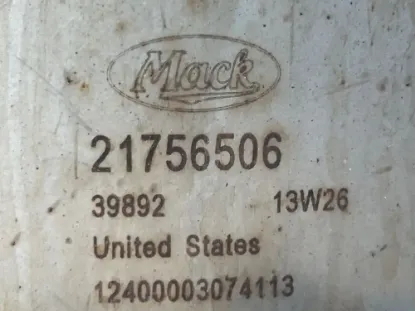 Mack
21756506
39892 13W26
United States
12400003074113